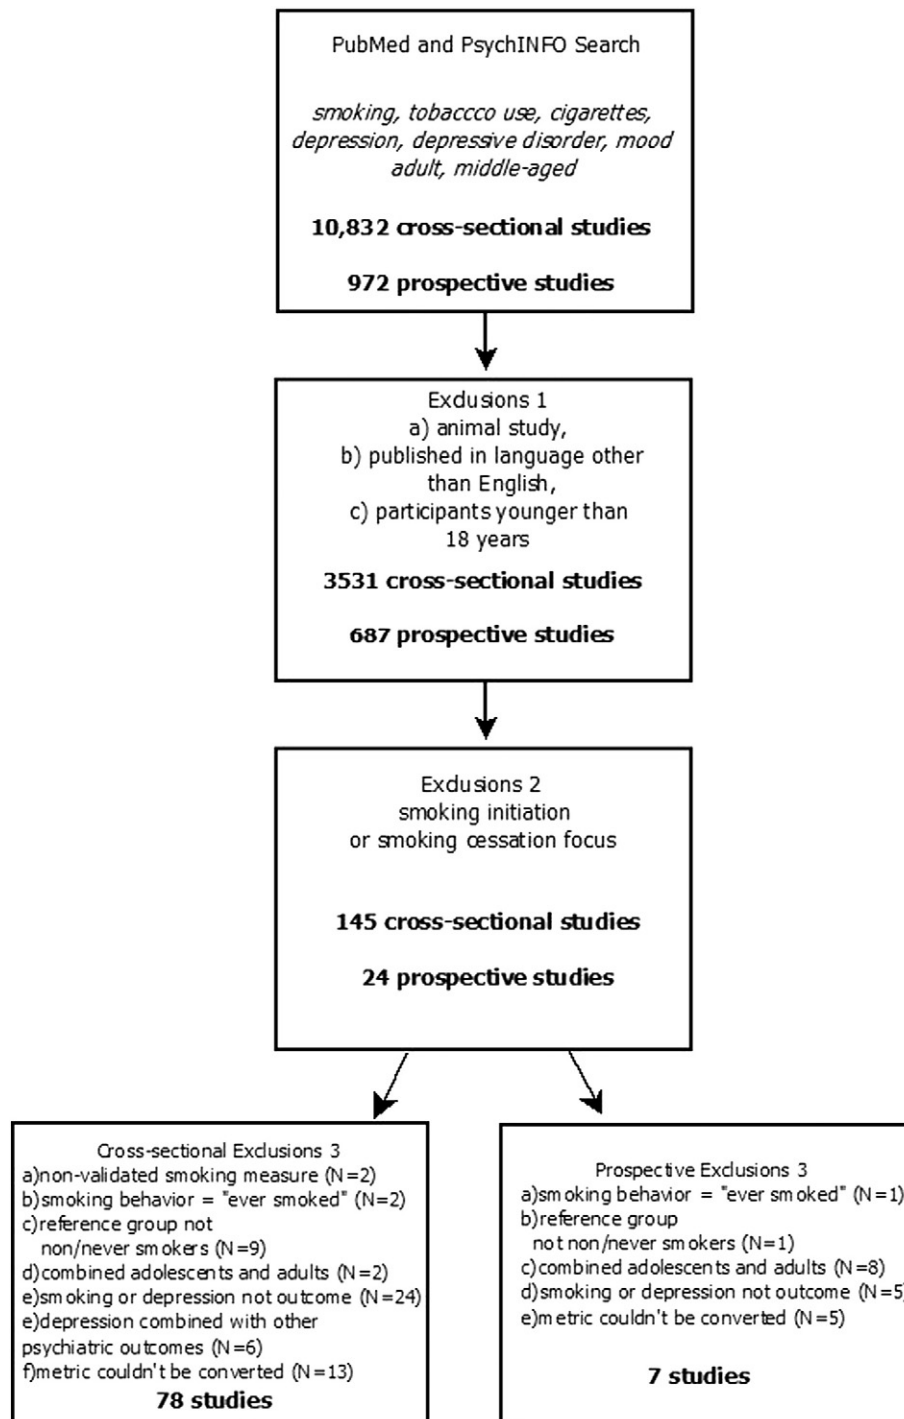 PubMed and PsychINFO Search
smoking, tobaccco use, cigarettes,
depression, depressive disorder, mood
adult, middle-aged
10,832 cross-sectional studies
972 prospective studies
Exclusions 1
a) animal study,
b) published in language other
than English,
c) participants younger than
18 years
3531 cross-sectional studies
687 prospective studies
Exclusions 2
smoking initiation
or smoking cessation focus
145 cross-sectional studies
24 prospective studies
Cross-sectional Exclusions 3
a)non-validated smoking measure (N=2)
b)smoking behavior = "ever smoked" (N=2)
c)reference group not
non/never smokers (N=9)
d)combined adolescents and adults (N=2)
e)smoking or depression not outcome (N=24)
e)depression combined with other
psychiatric outcomes (N=6)
f)metric couldn't be converted (N=13)
78 studies
Prospective Exclusions 3
a)smoking behavior = "ever smoked" (N=1)
b)reference group
not non/never smokers (N=1)
c)combined adolescents and adults (N=8)
d)smoking or depression not outcome (N=5)
e)metric couldn't be converted (N=5)
7 studies